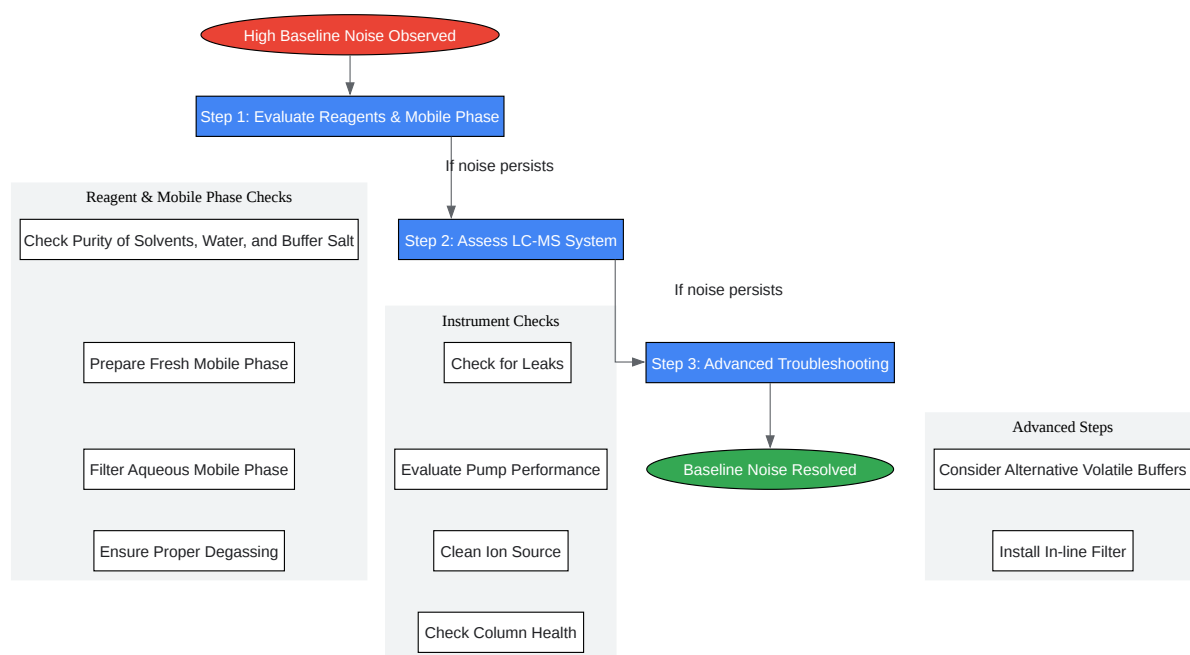 High Baseline Noise Observed
Step 1: Evaluate Reagents & Mobile Phase
If noise persists
Reagent & Mobile Phase Checks
Check Purity of Solvents, Water, and Buffer Salt
Prepare Fresh Mobile Phase
Filter Aqueous Mobile Phase
Ensure Proper Degassing
Step 2: Assess LC-MS System
If noise persists
Instrument Checks
Check for Leaks
Evaluate Pump Performance
Clean Ion Source
Check Column Health
Step 3: Advanced Troubleshooting
Baseline Noise Resolved
Advanced Steps
Consider Alternative Volatile Buffers
Install In-line Filter